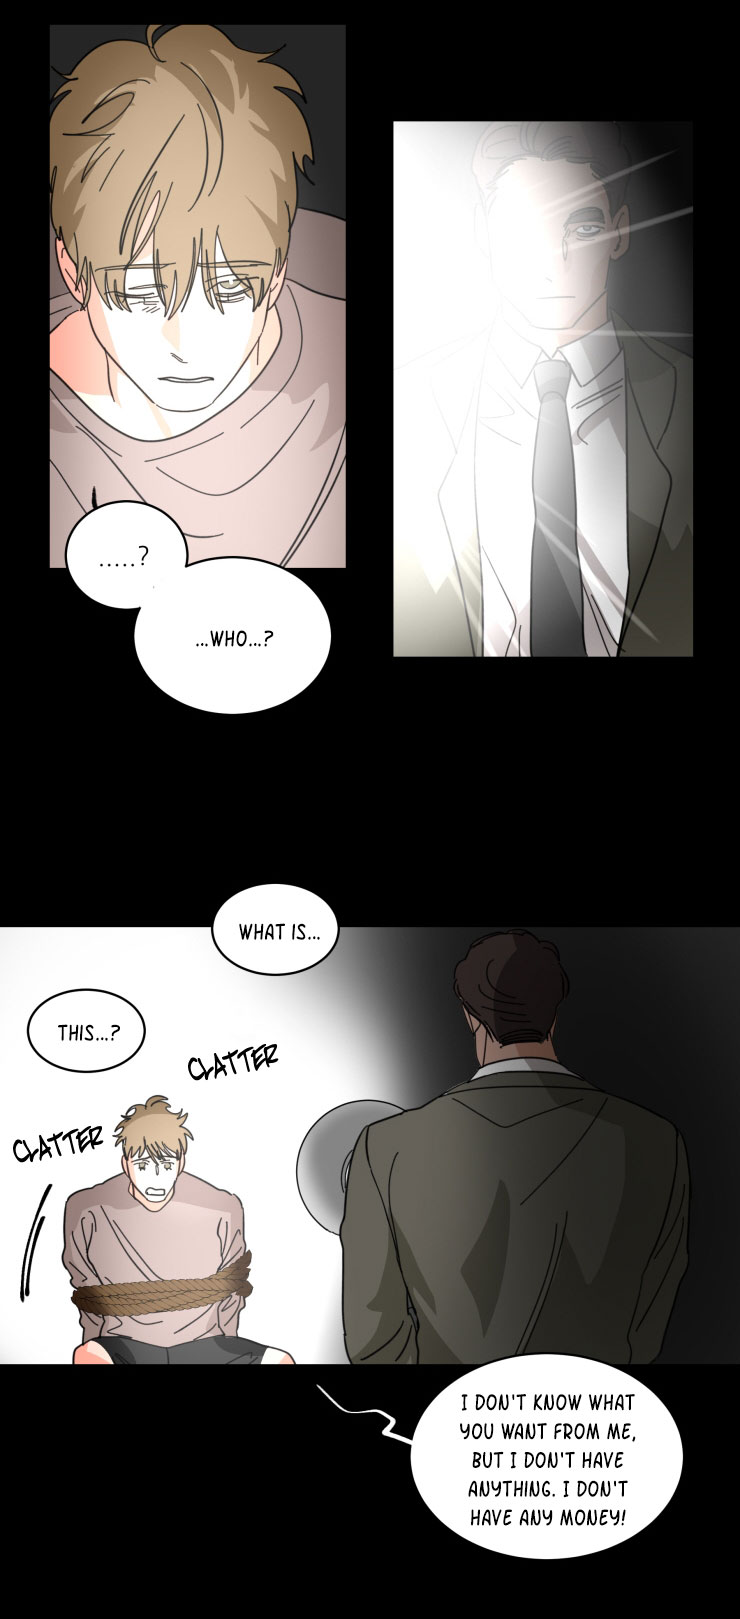 .....?
...WHO...?
WHAT IS...
THIS...?
CLATTER
CLATTER
I DON'T KNOW WHAT
YOU WANT FROM ME,
BUT I DON'T HAVE
ANYTHING. I DON'T
HAVE ANY MONEY!